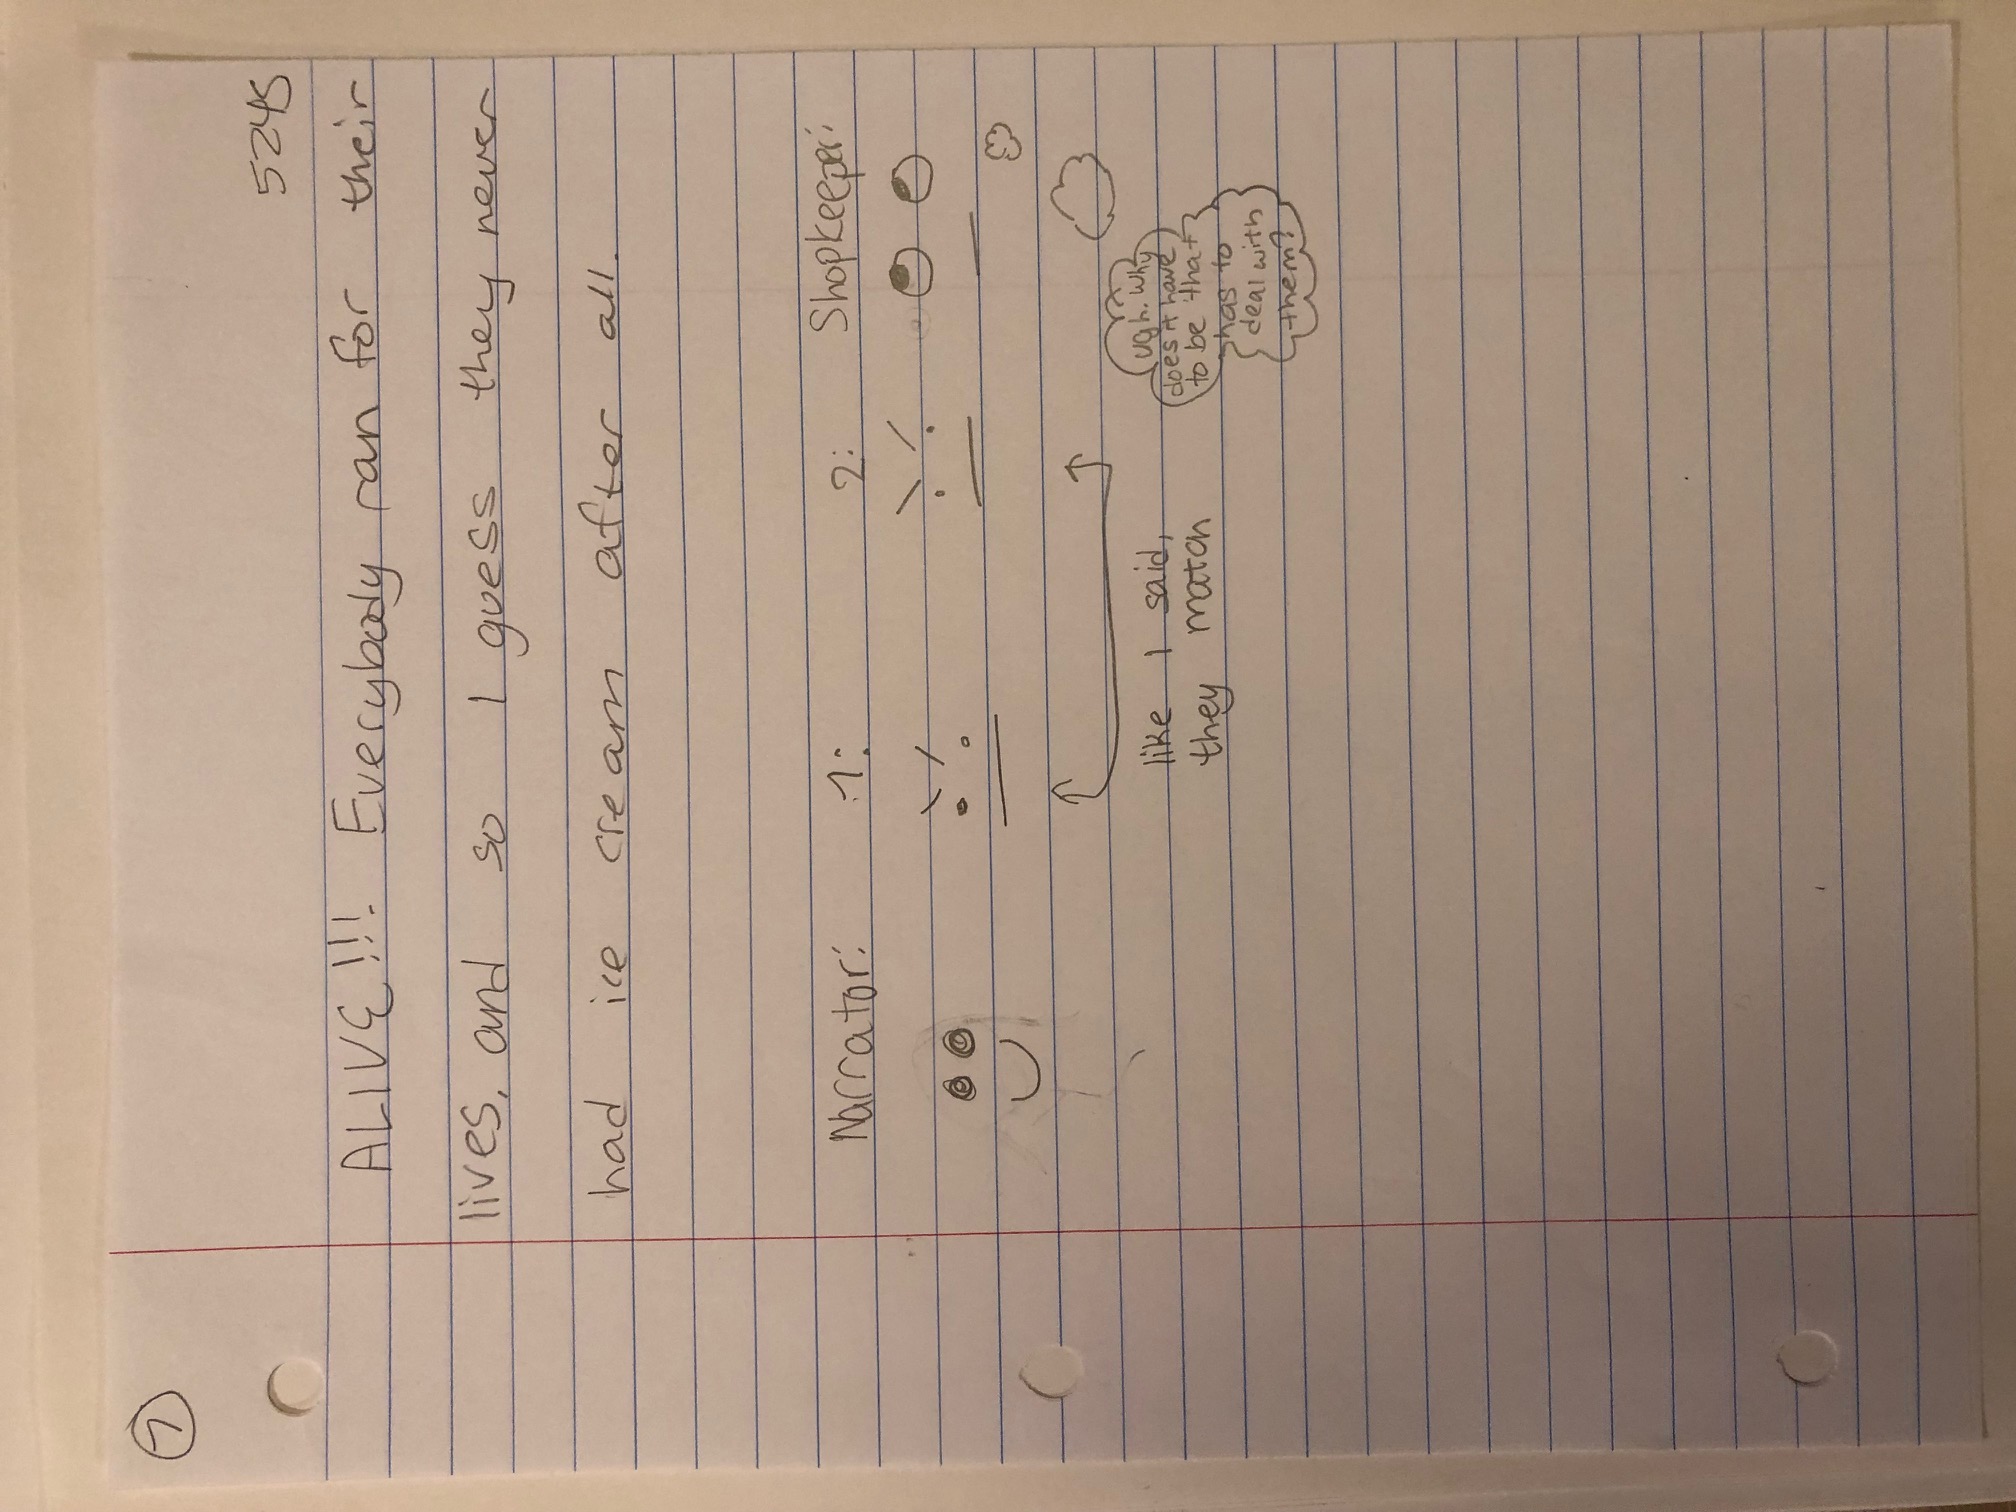 7
5245
ALIVE!!! Everybody ran for their
lives, and so I guess they never
had ice cream after all.
Narrator: 1: 2: Shopkeeper:
like I said,
they match
ugh. why
does it have
to be that
has to
deal with
them?